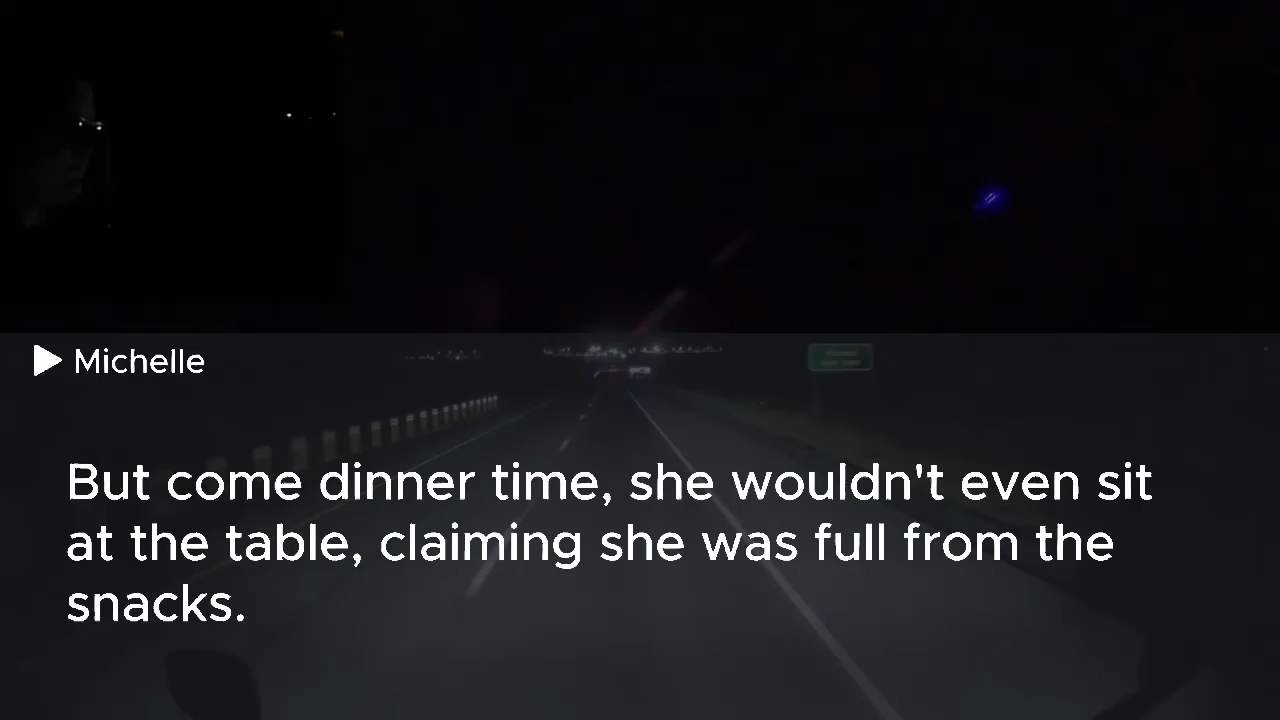 Michelle
But come dinner time, she wouldn't even sit
at the table, claiming she was full from the
snacks.